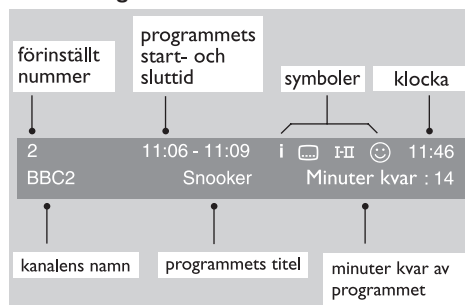 förinställt
nummer
programmets
start- och
sluttid
symboler
klocka
2 11:06 - 11:09 i I-II 11:46
BBC2 Snooker Minuter kvar : 14
kanalens namn
programmets titel
minuter kvar av
programmet